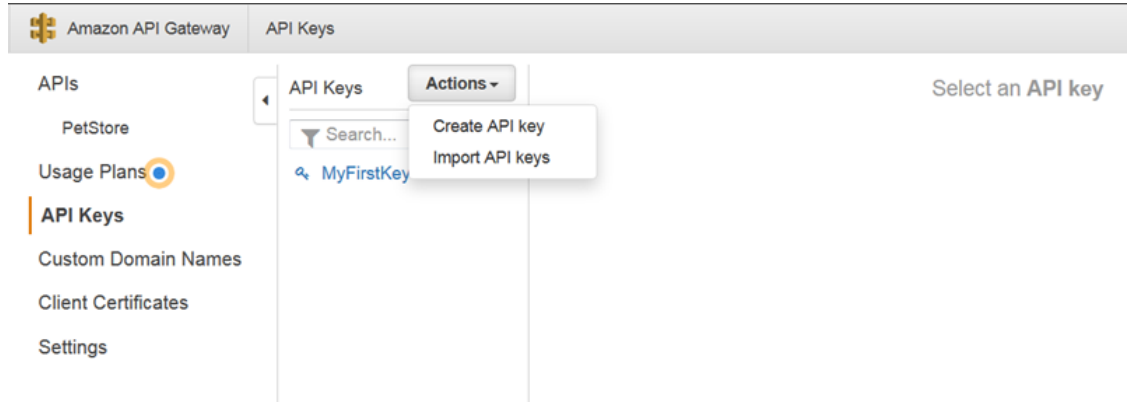 Amazon API Gateway API Keys
APIs
PetStore
Usage Plans
API Keys
Custom Domain Names
Client Certificates
Settings
API Keys Actions
Search...
MyFirstKey
Create API key
Import API keys
Select an API key